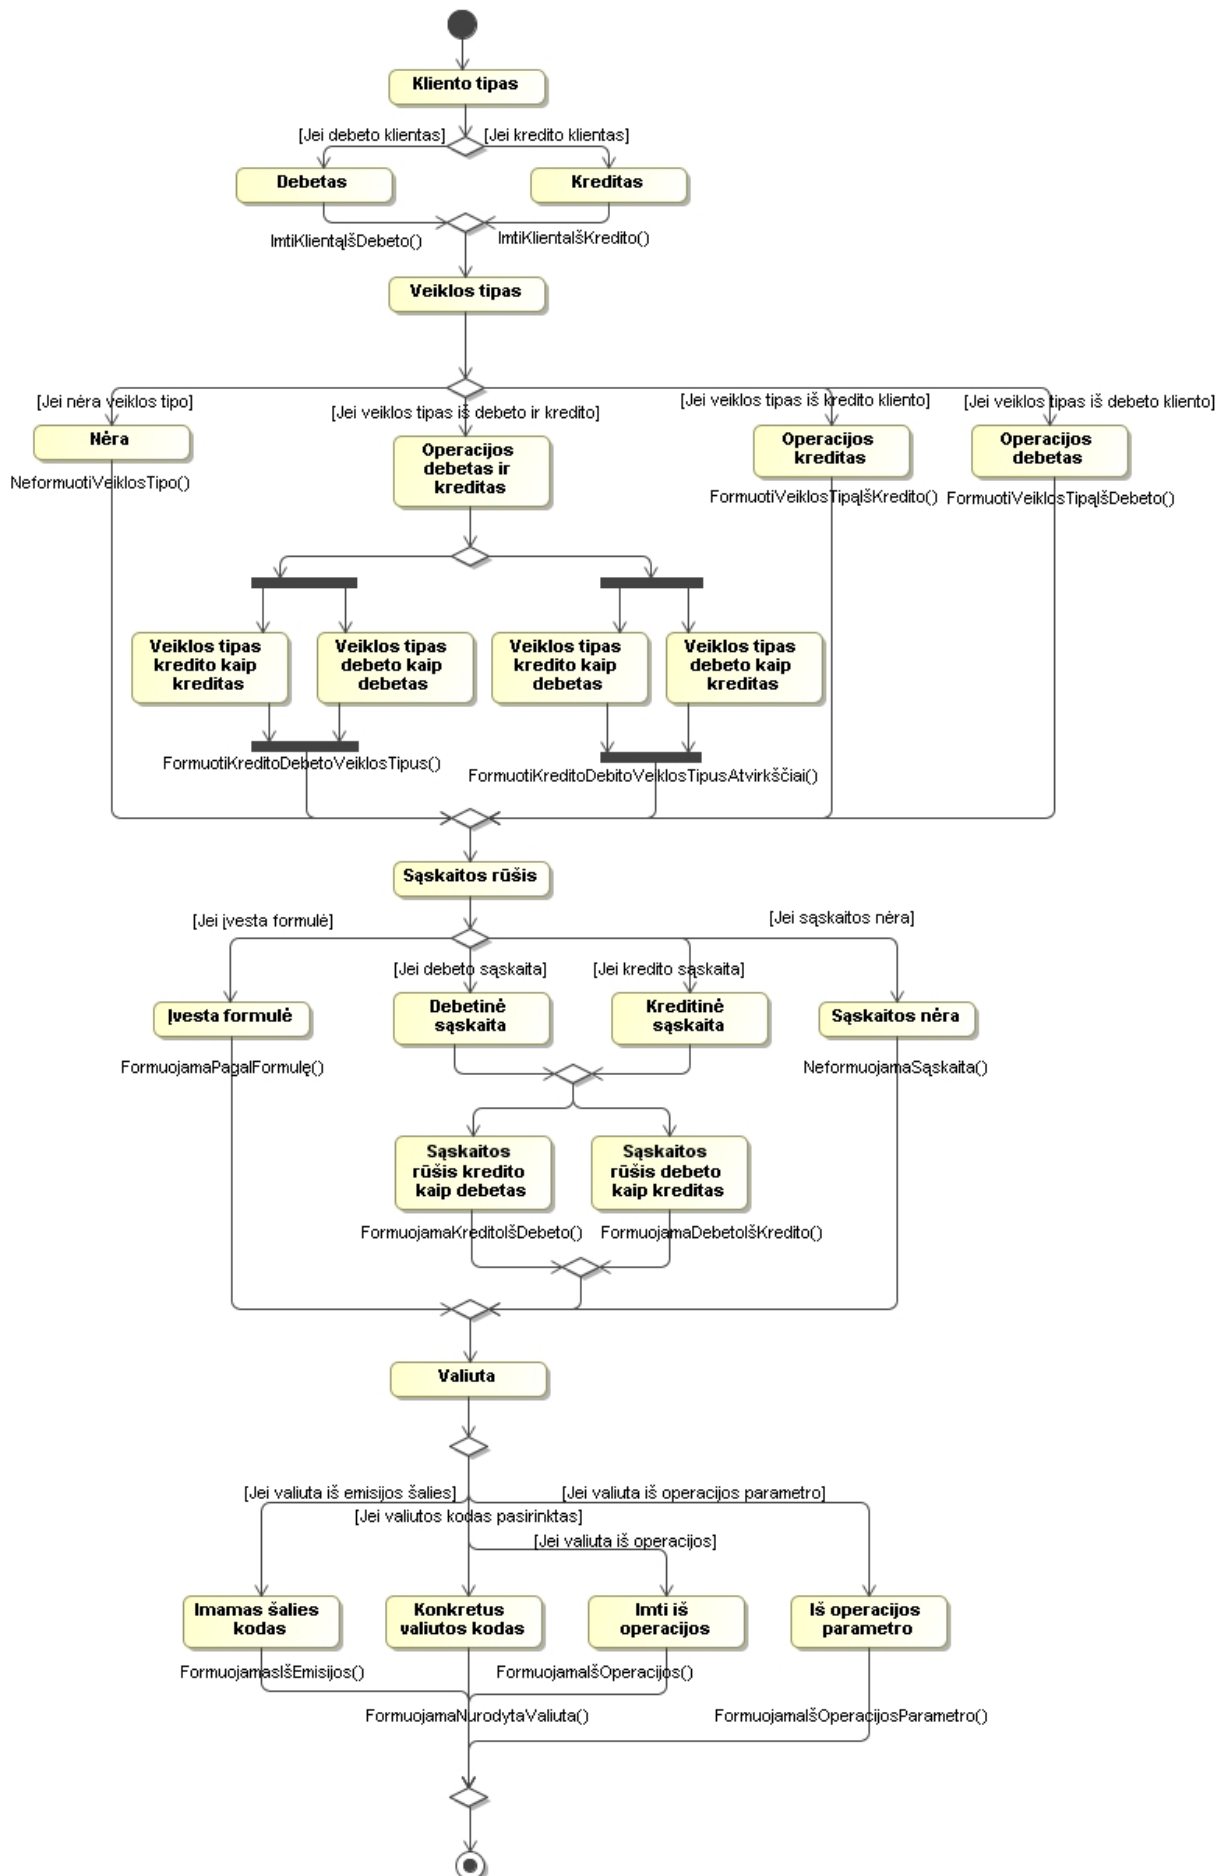 Kliento tipas
[Jei debeto klientas]
[Jei kredito klientas]
Debetas
Kreditas
ImtiKlientąIšDebeto()
ImtiKlientaIšKredito()
Veiklos tipas
[Jei nėra veiklos tipo]
[Jei veiklos tipas iš debeto ir kredito]
[Jei veiklos tipas iš kredito kliento]
[Jei veiklos tipas iš debeto kliento]
Nėra
Operacijos
debetas ir
kreditas
Operacijos
kreditas
Operacijos
debetas
NeformuotiVeiklosTipo()
FormuotiVeiklosTipąIšKredito()
FormuotiVeiklosTipąIšDebeto()
Veiklos tipas
kredito kaip
kreditas
Veiklos tipas
debeto kaip
debetas
Veiklos tipas
kredito kaip
debetas
Veiklos tipas
debeto kaip
kreditas
FormuotiKreditoDebetoVeiklosTipus()
FormuotiKreditoDebitoVeiklosTipusAtvirkščiai()
Sąskaitos rūšis
[Jei įvesta formulė]
[Jei sąskaitos nėra]
[Jei debeto sąskaita]
[Jei kredito sąskaita]
Įvesta formulė
Debetinė
sąskaita
Kreditinė
sąskaita
Sąskaitos nėra
FormuojamaPagalFormulę()
NeformuojamaSąskaita()
Sąskaitos
rūšis kredito
kaip debetas
Sąskaitos
rūšis debeto
kaip kreditas
FormuojamaKreditoIšDebeto()
FormuojamaDebetoIšKredito()
Valiuta
[Jei valiuta iš emisijos šalies]
[Jei valiuta iš operacijos parametro]
[Jei valiutos kodas pasirinktas]
[Jei valiuta iš operacijos]
Imamas šalies
kodas
Konkretus
valiutos kodas
Imti iš
operacijos
Iš operacijos
parametro
FormuojamasIšEmisijos()
FormuojamaIšOperacijos()
FormuojamaNurodytaValiuta()
FormuojamaIšOperacijosParametro()